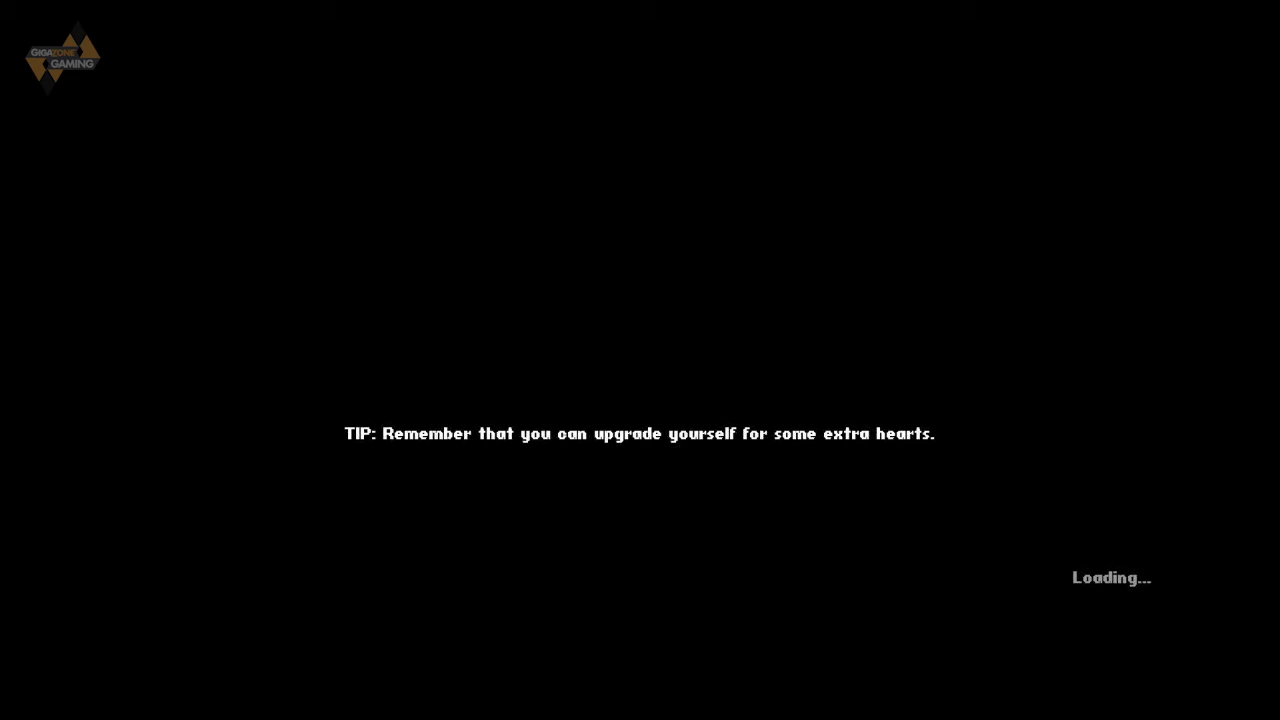 GIGAZONE
GAMING
TIP: Remember that you can upgrade yourself for some extra hearts.
Loading...